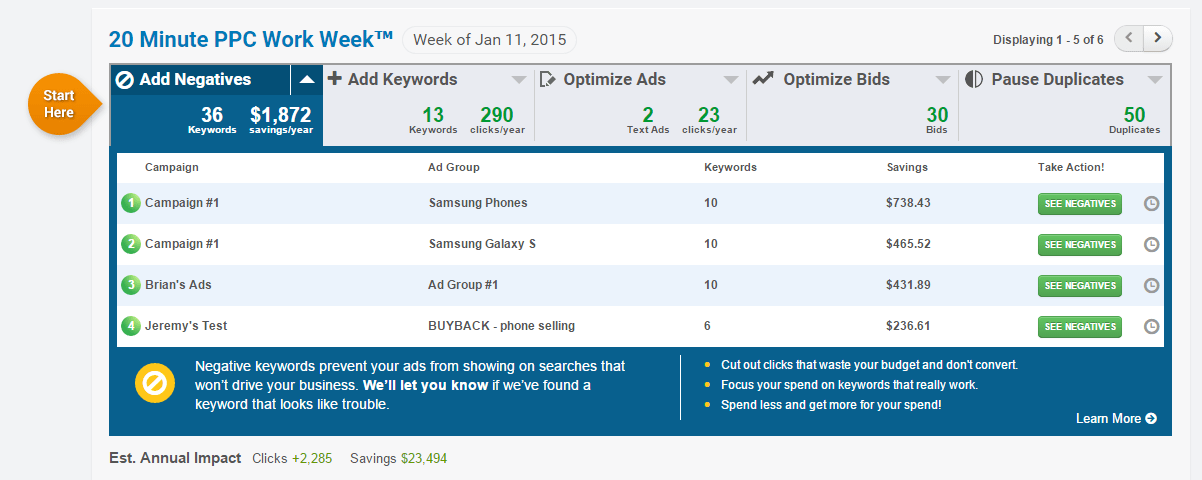 20 Minute PPC Work Week™ Week of Jan 11, 2015 Displaying 1 - 5 of 6
Start
Here
Add Negatives Add Keywords Optimize Ads Optimize Bids Pause Duplicates
36 $1,872 13 290 2 23 30 50
Keywords savings/year Keywords clicks/year Text Ads clicks/year Bids Duplicates
Campaign Ad Group Keywords Savings Take Action!
1 Campaign #1 Samsung Phones 10 $738.43 SEE NEGATIVES
2 Campaign #1 Samsung Galaxy S 10 $465.52 SEE NEGATIVES
3 Brian's Ads Ad Group #1 10 $431.89 SEE NEGATIVES
4 Jeremy's Test BUYBACK - phone selling 6 $236.61 SEE NEGATIVES
Negative keywords prevent your ads from showing on searches that
won't drive your business. We'll let you know if we've found a
keyword that looks like trouble.
Cut out clicks that waste your budget and don't convert.
Focus your spend on keywords that really work.
Spend less and get more for your spend!
Learn More
Est. Annual Impact Clicks +2,285 Savings $23,494